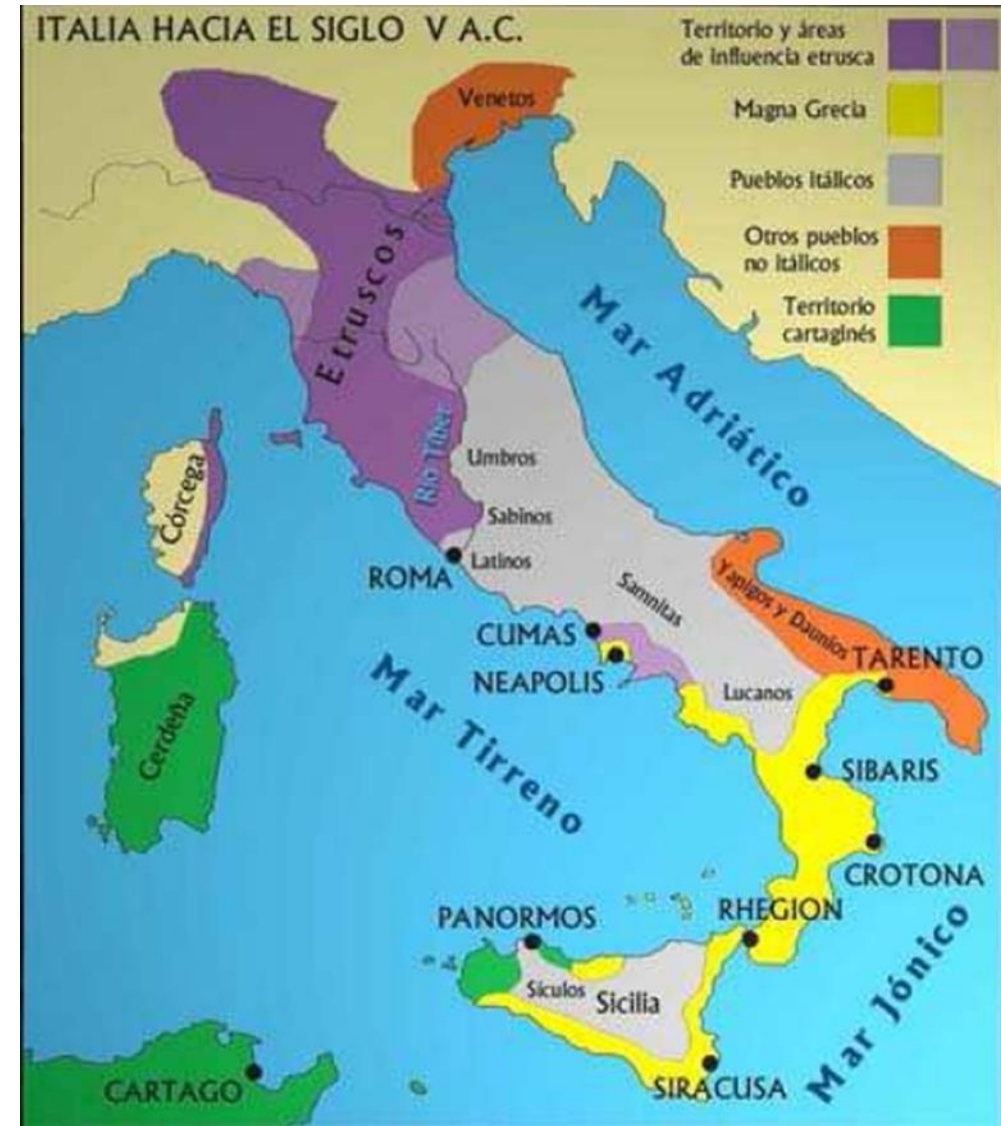 ITALIA HACIA EL SIGLO V A.C.
Territorio y áreas
de influencia etrusca
Magna Grecia
Pueblos itálicos
Otros pueblos
no itálicos
Territorio
cartaginés
Venetos
Etruscos
Mar Adriático
Río Tíber
Umbros
Córcega
Sabinos
Latinos
ROMA
Samnitas
Yapigos y Daunios
CUMAS
TARENTO
NEAPOLIS
Lucanos
Mar Tirreno
Cerdeña
SIBARIS
CROTONA
PANORMOS
RHEGION
Mar Jónico
Sículos
Sicilia
CARTAGO
SIRACUSA